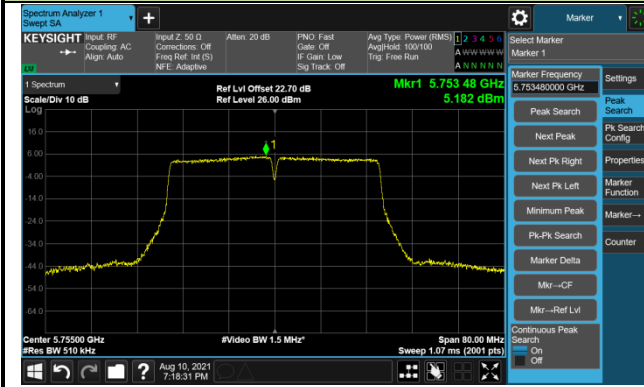 Spectrum Analyzer 1
Swept SA
Marker
KEYSIGHT
Input: RF
Coupling: AC
Align: Auto
Input Z: 50 Ω
Corrections: Off
Freq Ref: Int (S)
NFE: Adaptive
Atten: 20 dB
PNO: Fast
Gate: Off
IF Gain: Low
Sig Track: Off
Avg Type: Power (RMS)
Avg|Hold: 100/100
Trig: Free Run
1 2 3 4 5 6
A W W W W W
A N N N N N
Select Marker
Marker 1
Marker Frequency
5.753480000 GHz
Peak Search
Next Peak
Next Pk Right
Next Pk Left
Minimum Peak
Pk-Pk Search
Marker Delta
Mkr→CF
Mkr→Ref Lvl
Continuous Peak
Search
On
Off
Settings
Peak
Search
Pk Search
Config
Properties
Marker
Function
Marker→
Counter
1 Spectrum
Scale/Div 10 dB
Log
Ref Lvl Offset 22.70 dB
Ref Level 26.00 dBm
Mkr1 5.753 48 GHz
5.182 dBm
16.0
6.00
-4.00
-14.0
-24.0
-34.0
-44.0
-54.0
-64.0
1
Center 5.75500 GHz
#Res BW 510 kHz
#Video BW 1.5 MHz*
Span 80.00 MHz
Sweep 1.07 ms (2001 pts)
?
Aug 10, 2021
7:18:31 PM